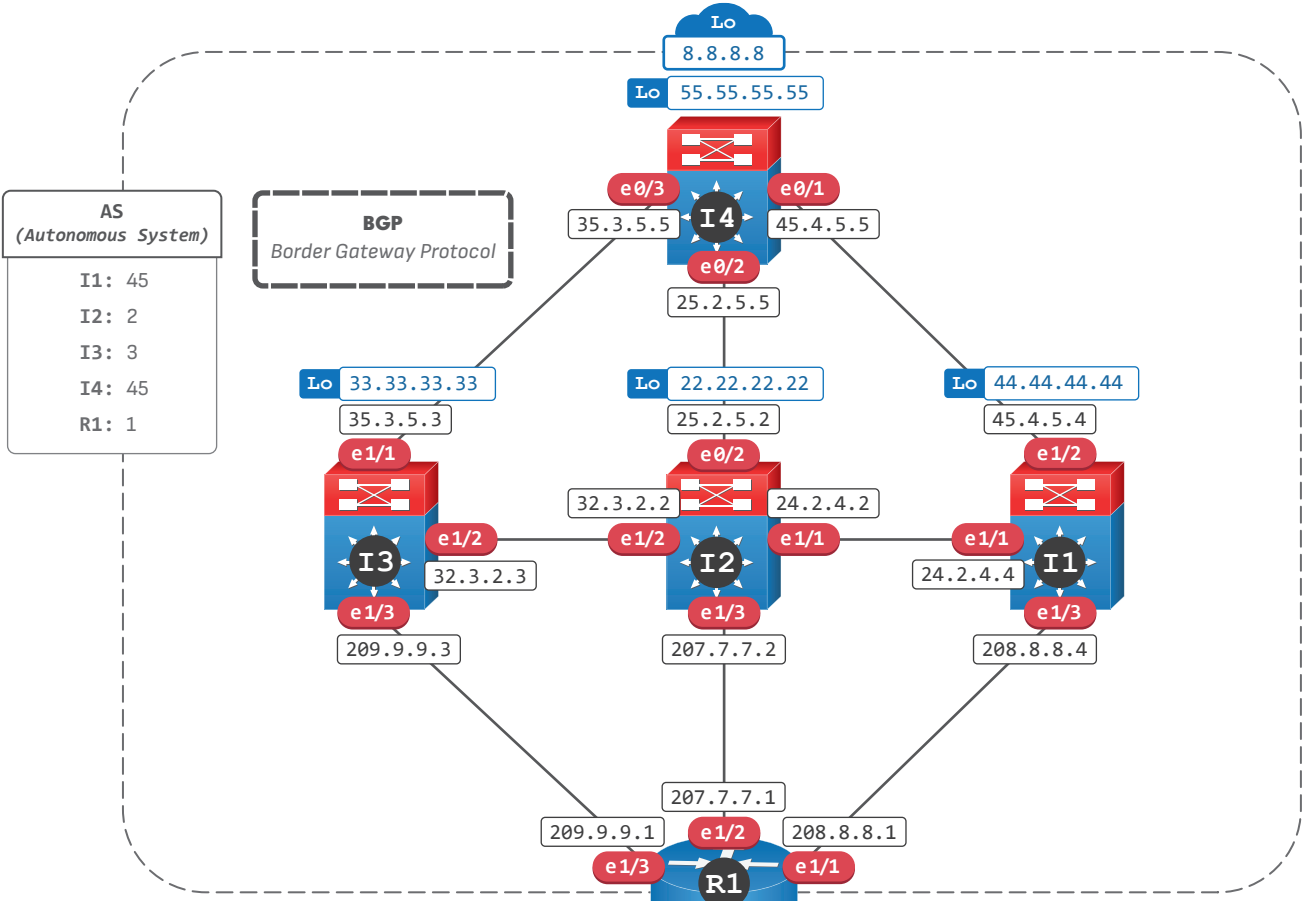 Lo
8.8.8.8
Lo 55.55.55.55
e0/3
e0/1
I4
35.3.5.5
45.4.5.5
e0/2
25.2.5.5
AS
(Autonomous System)
I1: 45
I2: 2
I3: 3
I4: 45
R1: 1
BGP
Border Gateway Protocol
Lo 33.33.33.33
Lo 22.22.22.22
Lo 44.44.44.44
35.3.5.3
25.2.5.2
45.4.5.4
e1/1
e0/2
e1/2
32.3.2.2
24.2.4.2
e1/2
e1/2
e1/1
e1/1
I3
I2
I1
32.3.2.3
24.2.4.4
e1/3
e1/3
e1/3
209.9.9.3
207.7.7.2
208.8.8.4
207.7.7.1
209.9.9.1
e1/2
208.8.8.1
e1/3
e1/1
R1